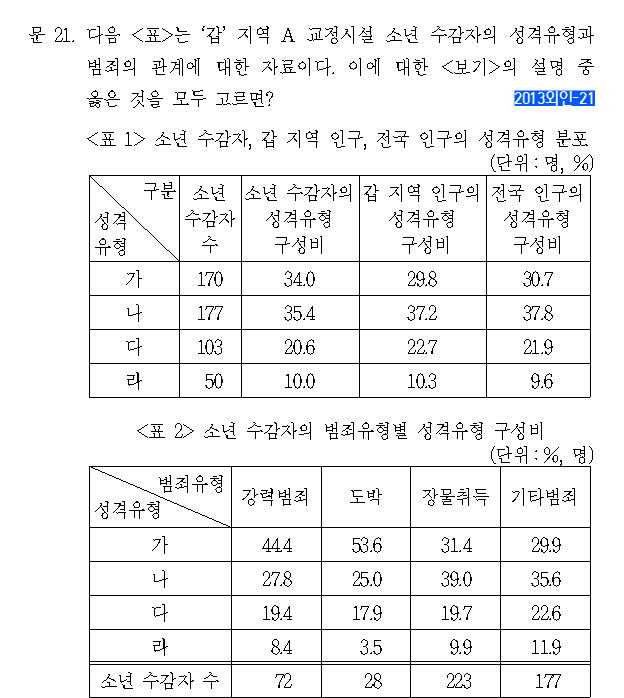 문 21. 다음 <표>는 ‘갑’ 지역 A 교정시설 소년 수감자의 성격유형과
범죄의 관계에 대한 자료이다. 이에 대한 <보기>의 설명 중
옳은 것을 모두 고르면? 2013외인-21
<표 1> 소년 수감자, 갑 지역 인구, 전국 인구의 성격유형 분포
(단위 : 명, %)
구분 소년 소년 수감자의 갑 지역 인구의 전국 인구의
성격 수감자 성격유형 성격유형 성격유형
유형 수 구성비 구성비 구성비
가 170 34.0 29.8 30.7
나 177 35.4 37.2 37.8
다 103 20.6 22.7 21.9
라 50 10.0 10.3 9.6
<표 2> 소년 수감자의 범죄유형별 성격유형 구성비
(단위 : %, 명)
범죄유형 강력범죄 도박 장물취득 기타범죄
성격유형
가 44.4 53.6 31.4 29.9
나 27.8 25.0 39.0 35.6
다 19.4 17.9 19.7 22.6
라 8.4 3.5 9.9 11.9
소년 수감자 수 72 28 223 177